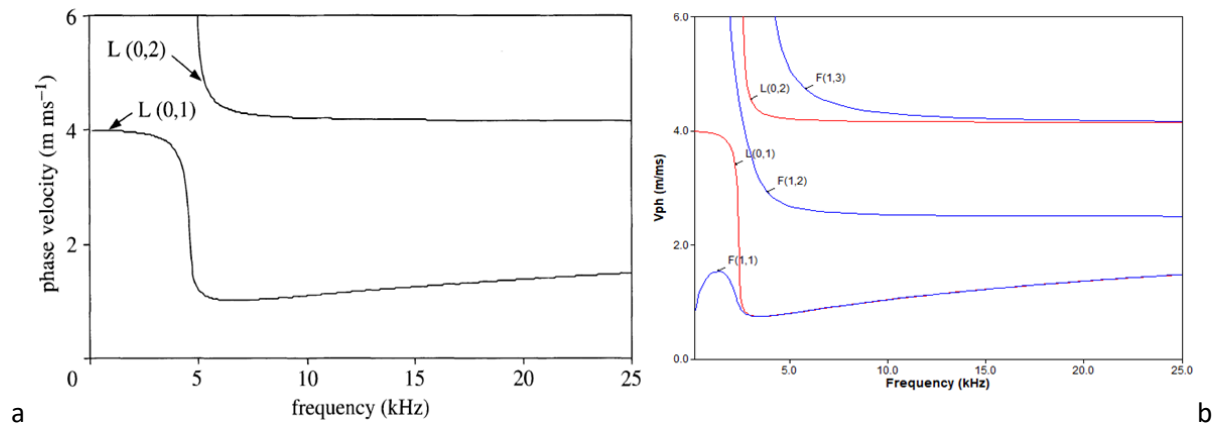 6
4
2
0
5
10
15
20
25
phase velocity (m ms⁻¹)
frequency (kHz)
L (0,2)
L (0,1)
a
6.0
4.0
2.0
0.0
5.0
10.0
15.0
20.0
25.0
Vph (m/ms)
Frequency (kHz)
F(1,3)
L(0,2)
L(0,1)
F(1,2)
F(1,1)
b